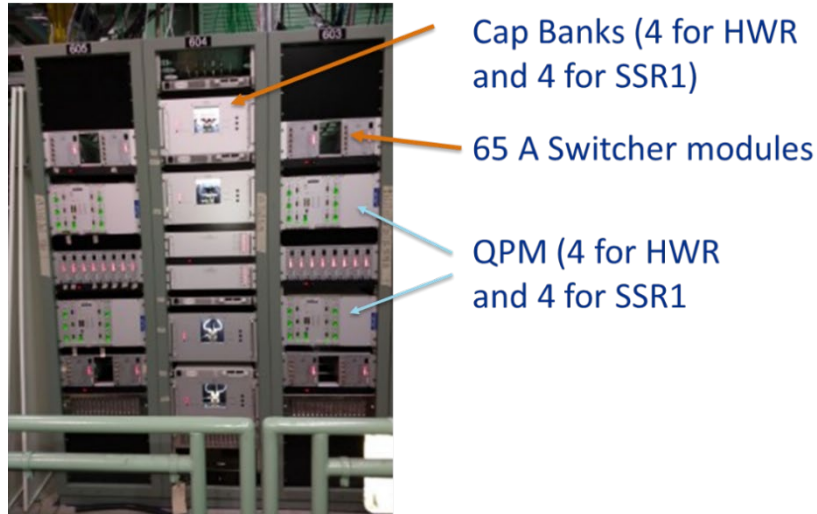 605
604
603
Cap Banks (4 for HWR
and 4 for SSR1)
65 A Switcher modules
QPM (4 for HWR
and 4 for SSR1